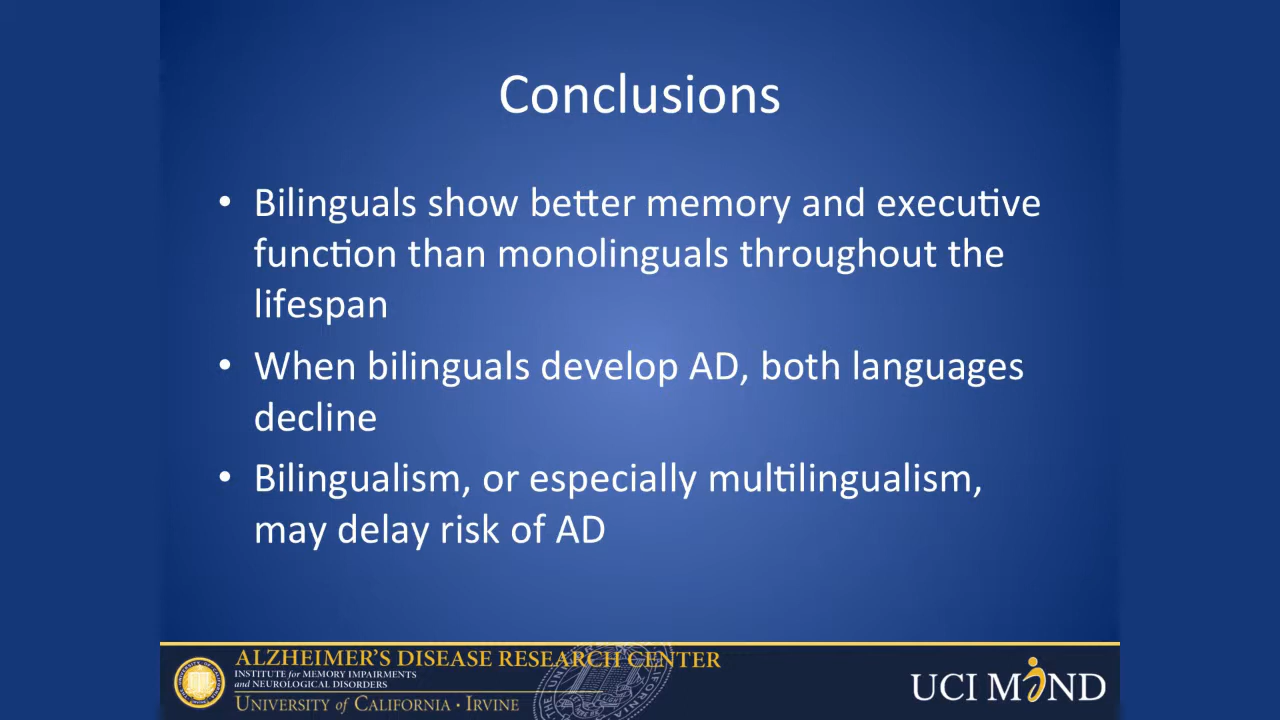 Conclusions
• Bilinguals show better memory and executive
function than monolinguals throughout the
lifespan
• When bilinguals develop AD, both languages
decline
• Bilingualism, or especially multilingualism,
may delay risk of AD
ALZHEIMER'S DISEASE RESEARCH CENTER
INSTITUTE for MEMORY IMPAIRMENTS
and NEUROLOGICAL DISORDERS
UNIVERSITY of CALIFORNIA · IRVINE
UCI MIND